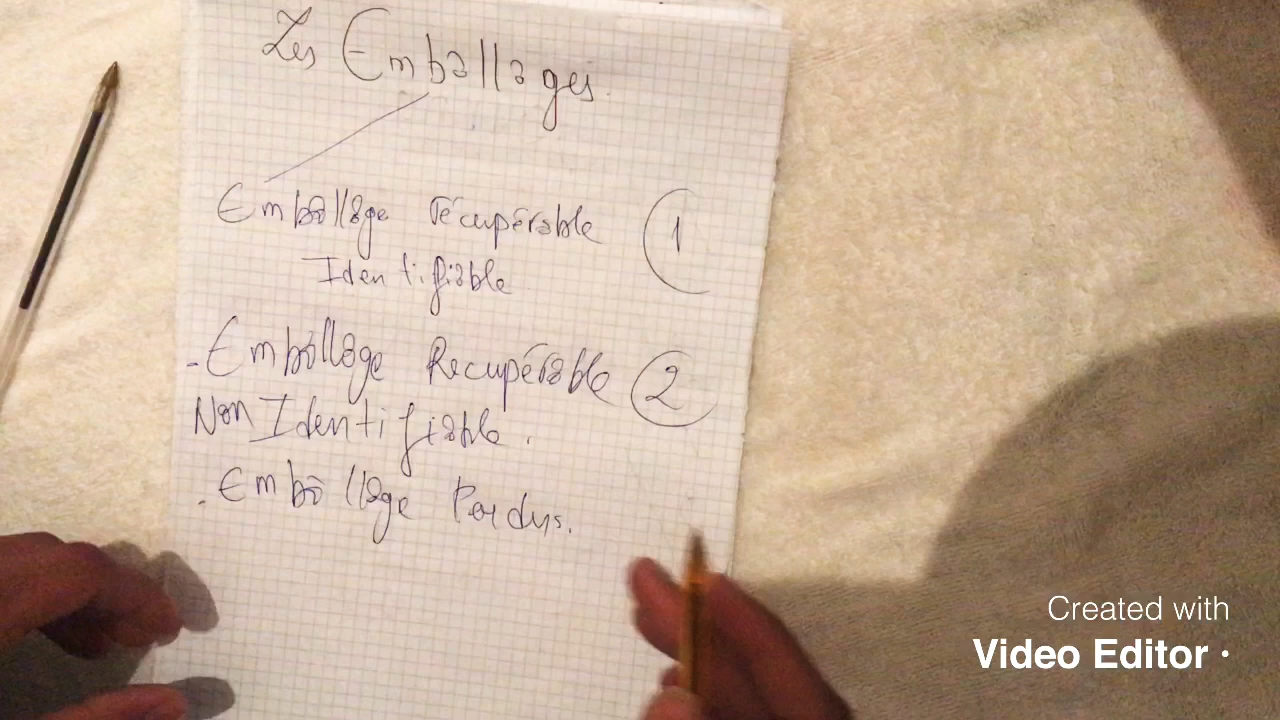 Les Emballages.
Emballage récupérable 1
Identifiable
- Emballage Recupérable 2
Non Identifiable.
- Emballage Perdus.
Created with
Video Editor